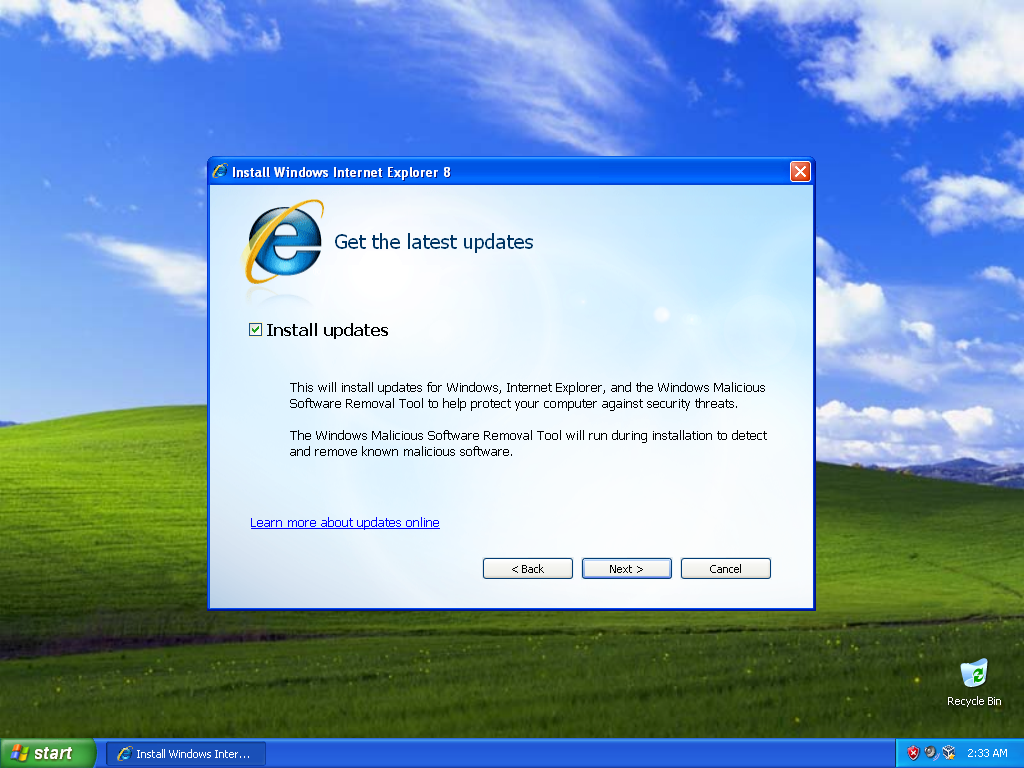 Install Windows Internet Explorer 8
Get the latest updates
Install updates
This will install updates for Windows, Internet Explorer, and the Windows Malicious
Software Removal Tool to help protect your computer against security threats.
The Windows Malicious Software Removal Tool will run during installation to detect
and remove known malicious software.
Learn more about updates online
< Back Next > Cancel
Recycle Bin
start Install Windows Inter... 2:33 AM